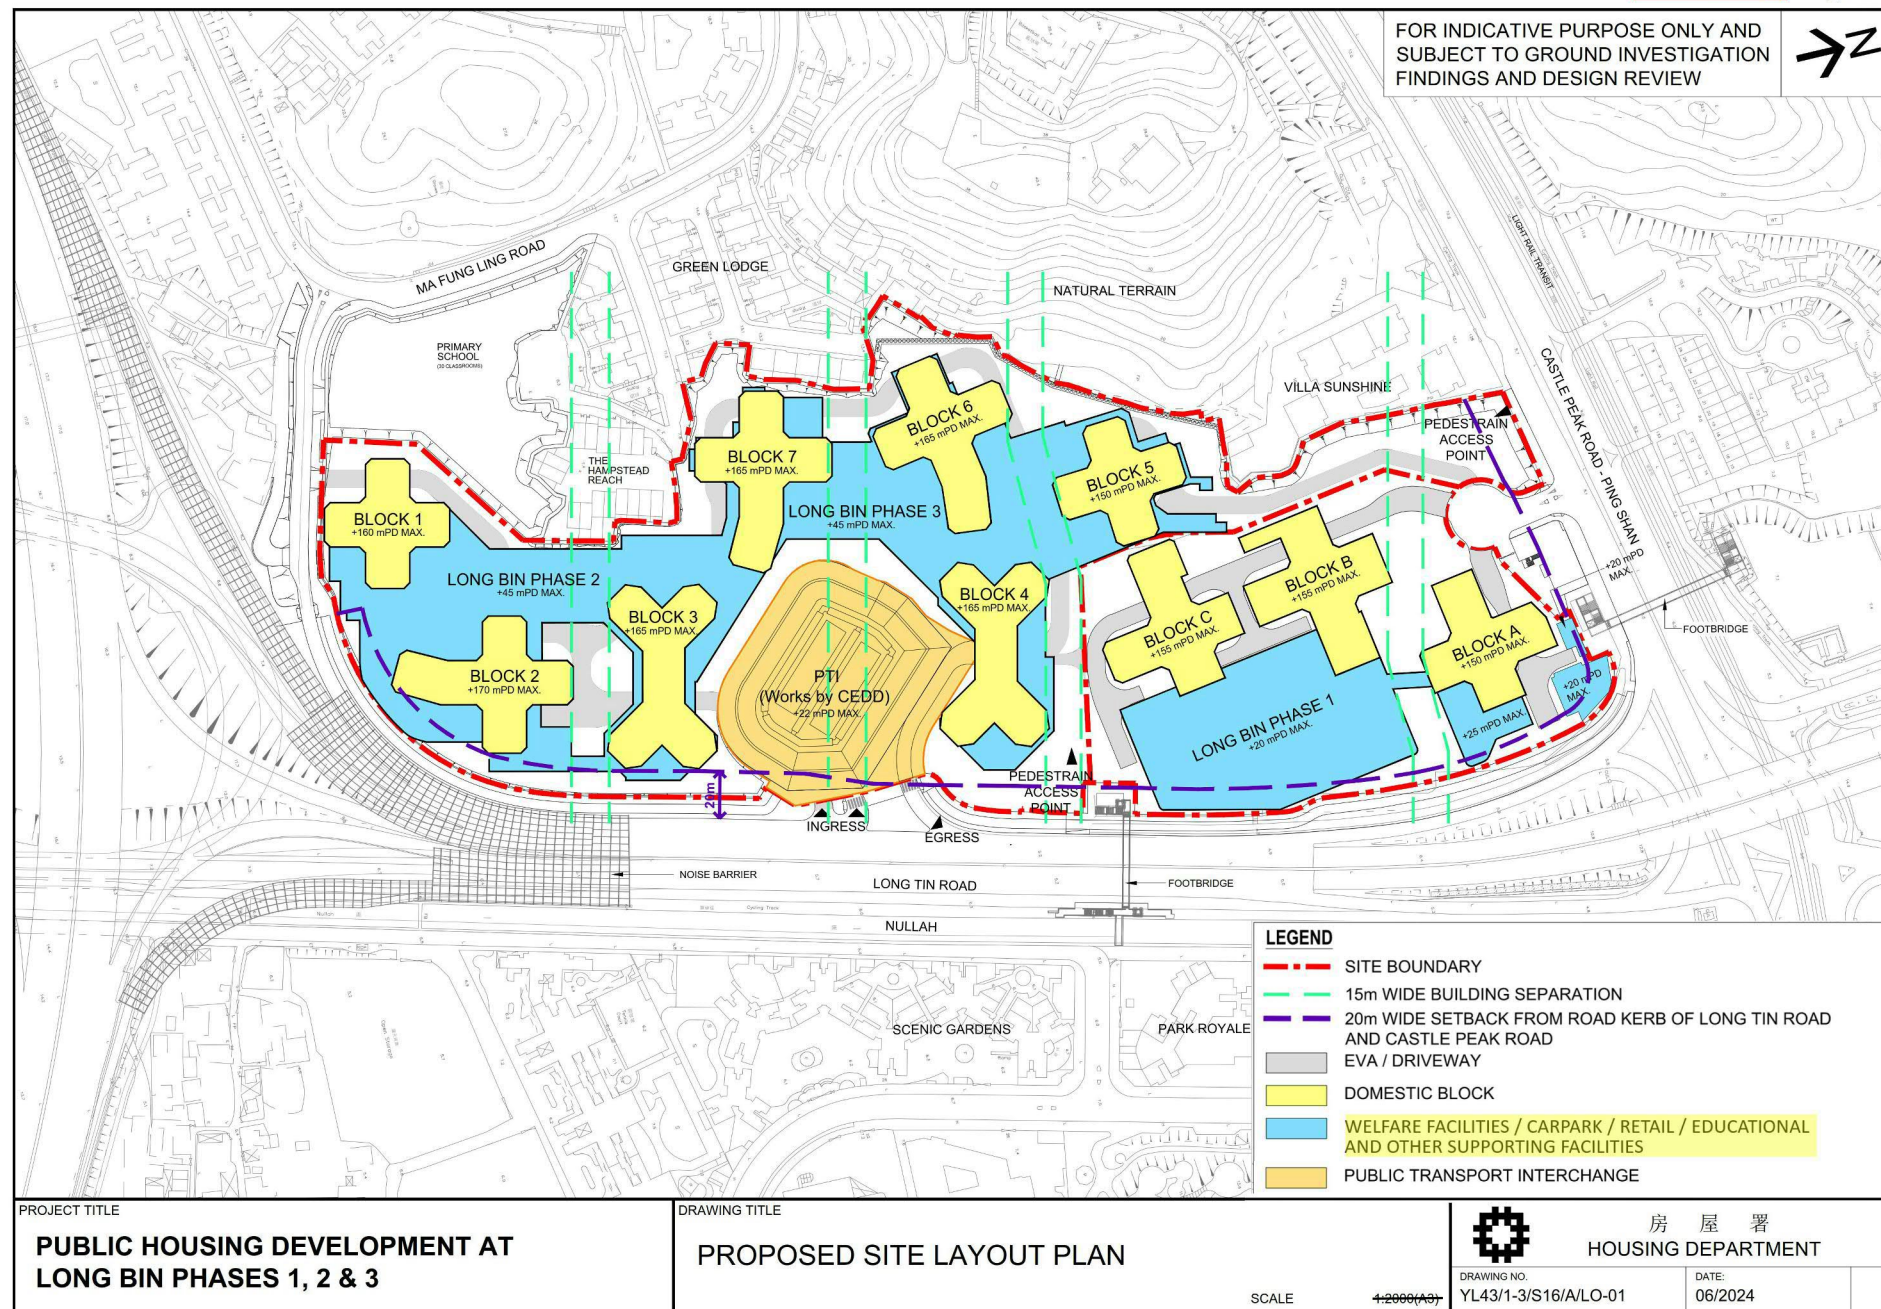 FOR INDICATIVE PURPOSE ONLY AND
SUBJECT TO GROUND INVESTIGATION
FINDINGS AND DESIGN REVIEW
N
MA FUNG LING ROAD
GREEN LODGE
NATURAL TERRAIN
LIGHT RAIL TRANSIT
PRIMARY
SCHOOL
(30 CLASSROOMS)
VILLA SUNSHINE
CASTLE PEAK ROAD - PING SHAN
PEDESTRAIN
ACCESS
POINT
THE
HAMPSTEAD
REACH
BLOCK 1
+160 mPD MAX.
BLOCK 7
+165 mPD MAX.
BLOCK 6
+165 mPD MAX.
BLOCK 5
+150 mPD MAX.
LONG BIN PHASE 3
+45 mPD MAX.
LONG BIN PHASE 2
+45 mPD MAX.
BLOCK 3
+165 mPD MAX.
BLOCK 4
+165 mPD MAX.
BLOCK 2
+170 mPD MAX.
PTI
(Works by CEDD)
+22 mPD MAX.
BLOCK C
+155 mPD MAX.
BLOCK B
+155 mPD MAX.
BLOCK A
+150 mPD MAX.
+20 mPD
MAX.
FOOTBRIDGE
+20 mPD
MAX.
+25 mPD MAX.
LONG BIN PHASE 1
+20 mPD MAX.
20m
PEDESTRAIN
ACCESS
POINT
INGRESS
EGRESS
NOISE BARRIER
LONG TIN ROAD
FOOTBRIDGE
Nullah
Cycling Track
NULLAH
Open Storage
SCENIC GARDENS
PARK ROYALE
LEGEND
SITE BOUNDARY
15m WIDE BUILDING SEPARATION
20m WIDE SETBACK FROM ROAD KERB OF LONG TIN ROAD
AND CASTLE PEAK ROAD
EVA / DRIVEWAY
DOMESTIC BLOCK
WELFARE FACILITIES / CARPARK / RETAIL / EDUCATIONAL
AND OTHER SUPPORTING FACILITIES
PUBLIC TRANSPORT INTERCHANGE
PROJECT TITLE
PUBLIC HOUSING DEVELOPMENT AT
LONG BIN PHASES 1, 2 & 3
DRAWING TITLE
PROPOSED SITE LAYOUT PLAN
SCALE 1:2000(A3)
房 屋 署
HOUSING DEPARTMENT
DRAWING NO.
YL43/1-3/S16/A/LO-01
DATE:
06/2024